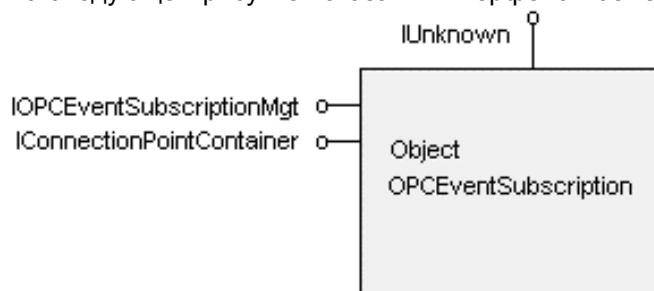 IUnknown
IOPCEventSubscriptionMgt
IConnectionPointContainer
Object
OPCEventSubscription